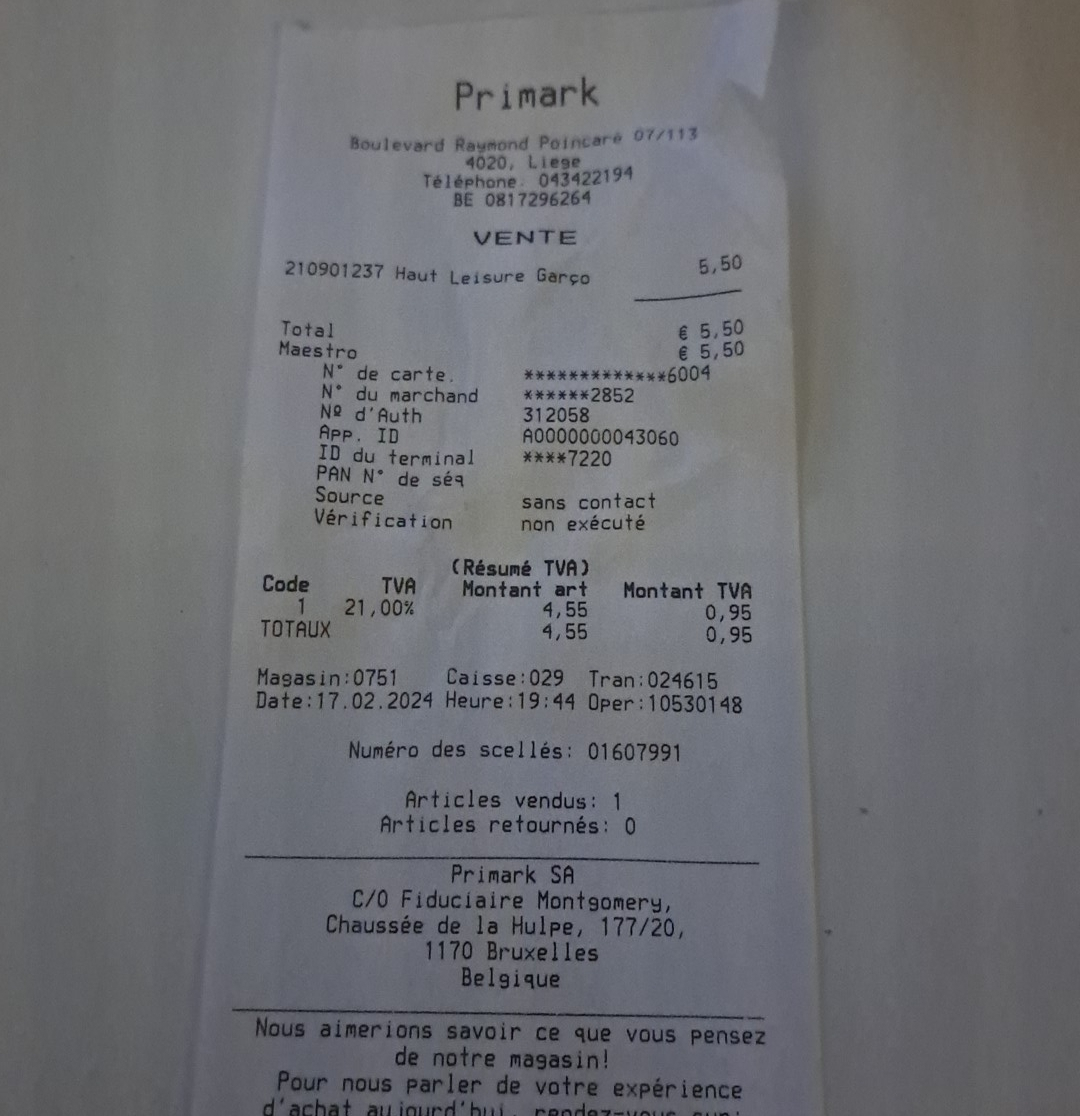 Primark
Boulevard Raymond Poincaré 07/113
4020, Liege
Téléphone. 043422194
BE 0817296264
VENTE
210901237 Haut Leisure Garço 5,50
Total € 5,50
Maestro € 5,50
N° de carte. *************6004
N° du marchand ******2852
Nº d'Auth 312058
App. ID A0000000043060
ID du terminal ****7220
PAN N° de séq
Source sans contact
Vérification non exécuté
(Résumé TVA)
Code TVA Montant art Montant TVA
1 21,00% 4,55 0,95
TOTAUX 4,55 0,95
Magasin:0751 Caisse:029 Tran:024615
Date:17.02.2024 Heure:19:44 Oper:10530148
Numéro des scellés: 01607991
Articles vendus: 1
Articles retournés: 0
Primark SA
C/O Fiduciaire Montgomery,
Chaussée de la Hulpe, 177/20,
1170 Bruxelles
Belgique
Nous aimerions savoir ce que vous pensez
de notre magasin!
Pour nous parler de votre expérience
d'achat aujourd'hui, rendez-vous sur: